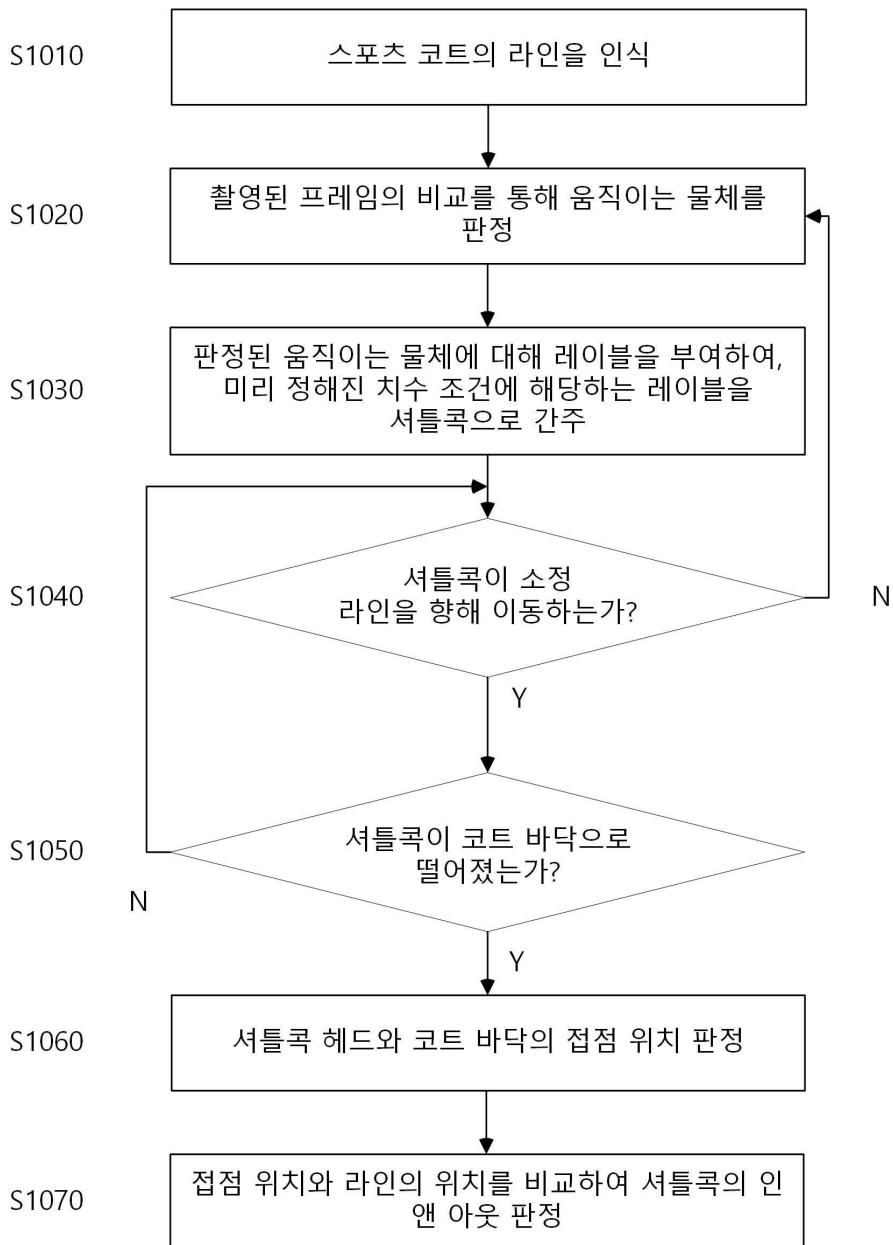 S1010
스포츠 코트의 라인을 인식
S1020
촬영된 프레임의 비교를 통해 움직이는 물체를
판정
S1030
판정된 움직이는 물체에 대해 레이블을 부여하여,
미리 정해진 치수 조건에 해당하는 레이블을
셔틀콕으로 간주
S1040
셔틀콕이 소정
라인을 향해 이동하는가?
N
Y
S1050
셔틀콕이 코트 바닥으로
떨어졌는가?
N
Y
S1060
셔틀콕 헤드와 코트 바닥의 접점 위치 판정
S1070
접점 위치와 라인의 위치를 비교하여 셔틀콕의 인
앤 아웃 판정